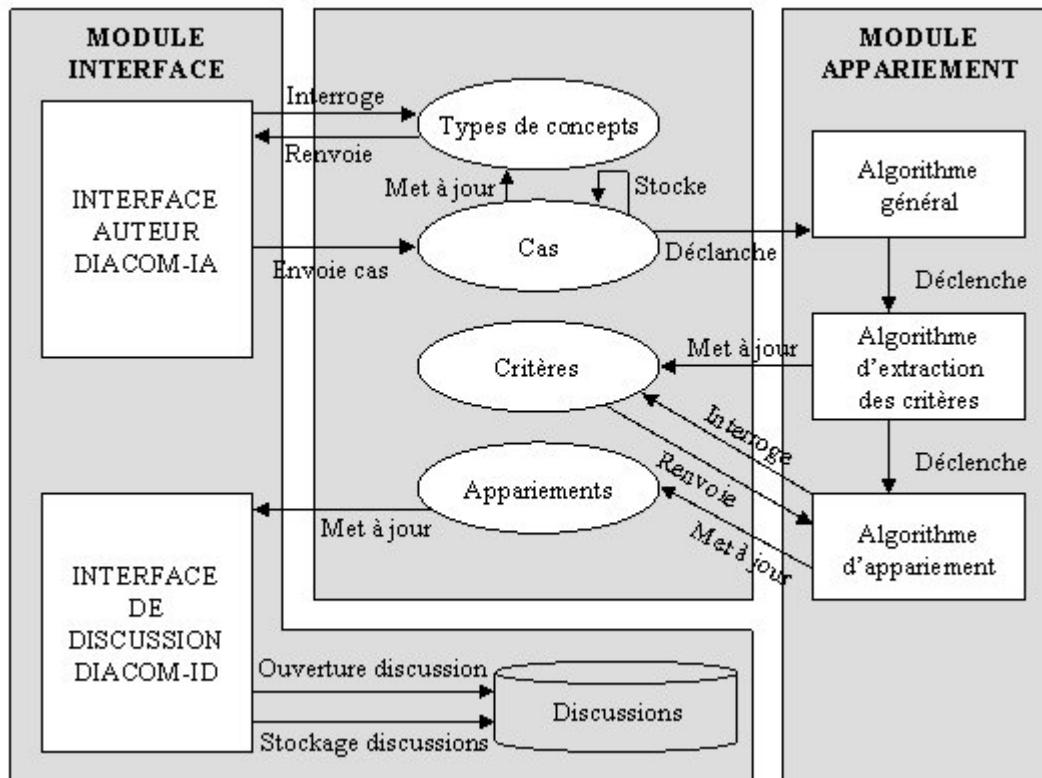 MODULE
INTERFACE
INTERFACE
AUTEUR
DIACOM-IA
Interroge
Renvoie
Envoie cas
Types de concepts
Met à jour
Stocke
Cas
Déclanche
Critères
Appariements
Met à jour
MODULE
APPARIEMENT
Algorithme
général
Déclenche
Algorithme
d'extraction
des critères
Met à jour
Déclenche
Interroge
Renvoie
Met à jour
Algorithme
d'appariement
INTERFACE
DE
DISCUSSION
DIACOM-ID
Ouverture discussion
Stockage discussions
Discussions